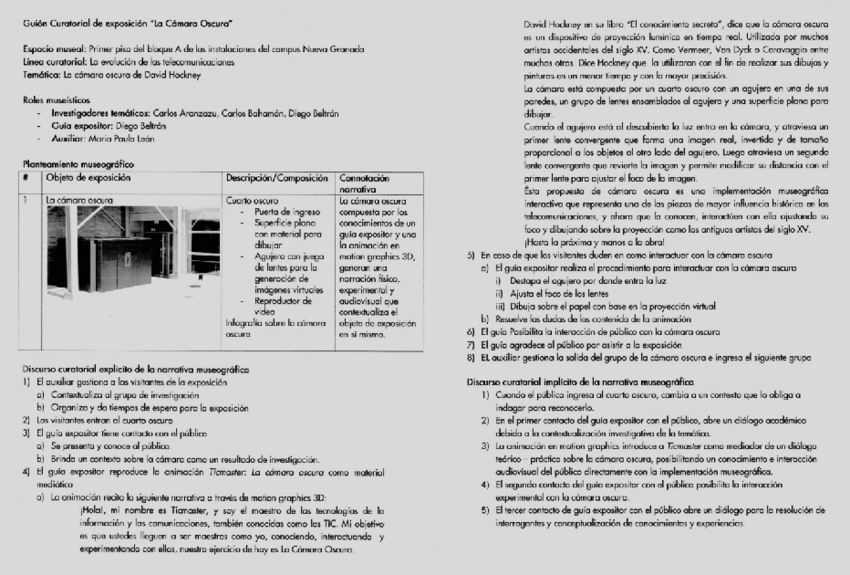 Guión Curatorial de exposición "La Cámara Oscura"
Espacio museal: Primer piso del bloque A de las instalaciones del campus Nueva Granada
Línea curatorial: La evolución de las telecomunicaciones
Temática: La cámara oscura de David Hockney
Roles museísticos
- Investigadores temáticos: Carlos Aranzazu, Carlos Bahamón, Diego Beltrán
- Guía expositor: Diego Beltrán
- Auxiliar: Maria Paula León
Planteamiento museográfico
# Objeto de exposición Descripción/Composición Connotación
narrativa
1 La cámara oscura
Cuarto oscuro
- Puerta de ingreso
- Superficie plana
con material para
dibujar
- Agujero con juego
de lentes para la
generación de
imágenes virtuales
- Reproductor de
video
Infografía sobre la cámara
oscura
La cámara oscura
compuesta por los
conocimientos de un
guía expositor y una
la animación en
motion graphics 3D,
generan una
narración física,
experimental y
audiovisual que
contextualiza el
objeto de exposición
en sí mismo.
Discurso curatorial explícito de la narrativa museográfica
1) El auxiliar gestiona a los visitantes de la exposición
a) Contextualiza al grupo de investigación
b) Organiza y da tiempos de espera para la exposición
2) Los visitantes entran al cuarto oscuro
3) El guía expositor tiene contacto con el público
a) Se presenta y conoce al público.
b) Brinda un contexto sobre la cámara como un resultado de investigación.
4) El guía expositor reproduce la animación Ticmaster: La cámara oscura como material
mediático
a) La animación recita la siguiente narrativa a través de motion graphics 3D:
¡Hola!, mi nombre es Ticmaster, y soy el maestro de las tecnologías de la
información y las comunicaciones, también conocidas como las TIC. Mi objetivo
es que ustedes lleguen a ser maestros como yo, conociendo, interactuando y
experimentando con ellas, nuestro ejercicio de hoy es La Cámara Oscura.
David Hockney en su libro "El conocimiento secreto", dice que la cámara oscura
es un dispositivo de proyección lumínica en tiempo real. Utilizada por muchos
artistas occidentales del siglo XV. Como Vermeer, Van Dyck o Caravaggio entre
muchos otros. Dice Hockney que la utilizaron con el fin de realizar sus dibujos y
pinturas en un menor tiempo y con la mayor precisión.
La cámara está compuesta por un cuarto oscuro con un agujero en una de sus
paredes, un grupo de lentes ensamblados al agujero y una superficie plana para
dibujar.
Cuando el agujero está al descubierto la luz entra en la cámara, y atraviesa un
primer lente convergente que forma una imagen real, invertida y de tamaño
proporcional a los objetos al otro lado del agujero. Luego atraviesa un segundo
lente convergente que revierte la imagen y permite modificar su distancia con el
primer lente para ajustar el foco de la imagen.
Ésta propuesta de cámara oscura es una implementación museográfica
interactiva que representa una de las piezas de mayor influencia histórica en las
telecomunicaciones, y ahora que la conocen, interactúen con ella ajustando su
foco y dibujando sobre la proyección como los antiguos artistas del siglo XV.
¡Hasta la próxima y manos a la obra!
5) En caso de que los visitantes duden en como interactuar con la cámara oscura
a) El guía expositor realiza el procedimiento para interactuar con la cámara oscura
i) Destapa el agujero por donde entra la luz
ii) Ajusta el foco de los lentes
iii) Dibuja sobre el papel con base en la proyección virtual
b) Resuelve las dudas de los contenido de la animación
6) El guía Posibilita la interacción de público con la cámara oscura
7) El guía agradece al público por asistir a la exposición
8) EL auxiliar gestiona la salida del grupo de la cámara oscura e ingresa el siguiente grupo
Discurso curatorial implícito de la narrativa museográfica
1) Cuando el público ingresa al cuarto oscuro, cambia a un contexto que lo obliga a
indagar para reconocerlo.
2) En el primer contacto del guía expositor con el público, abre un diálogo académico
debido a la contextualización investigativa de la temática.
3) La animación en motion graphics introduce a Ticmaster como mediador de un diálogo
teórico – práctico sobre la cámara oscura, posibilitando un conocimiento e interacción
audiovisual del público directamente con la implementación museográfica.
4) El segundo contacto del guía expositor con el público posibilita la interacción
experimental con la cámara oscura.
5) El tercer contacto de guía expositor con el público abre un diálogo para la resolución de
interrogantes y conceptualización de conocimientos y experiencias.